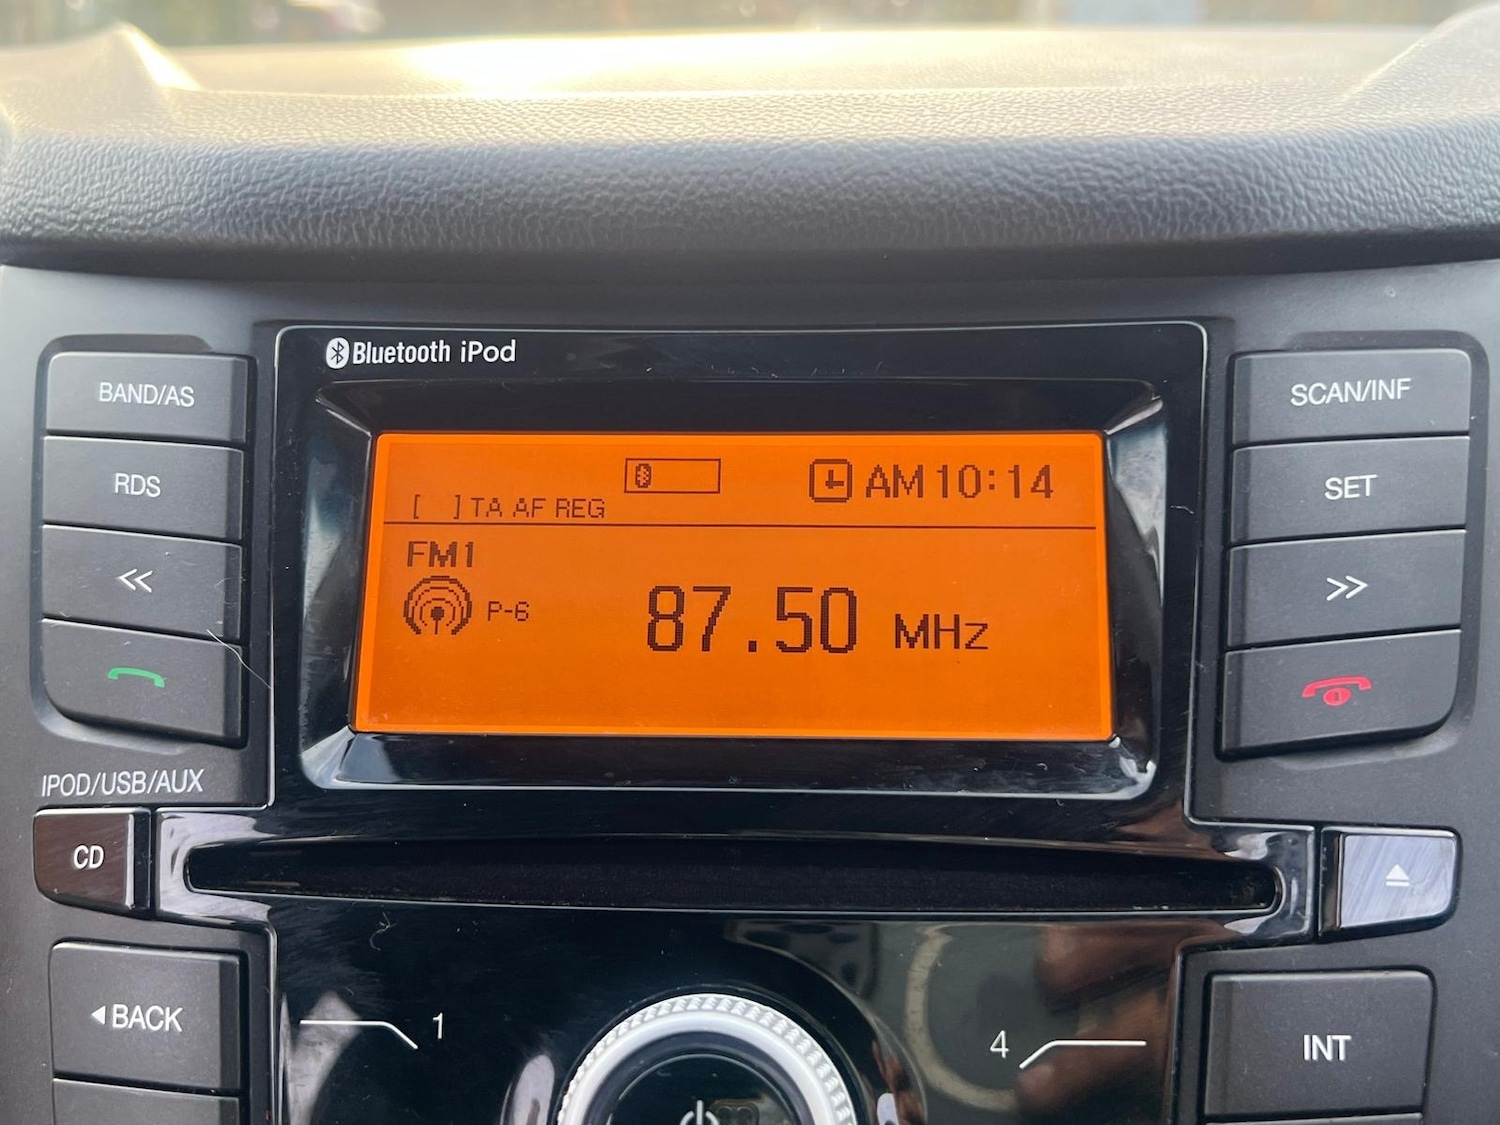 Bluetooth iPod
BAND/AS
SCAN/INF
RDS
SET
AM 10:14
[ ] TA AF REG
FM1
P-6
87.50 MHz
<<
>>
IPOD/USB/AUX
CD
◀BACK
1
4
INT